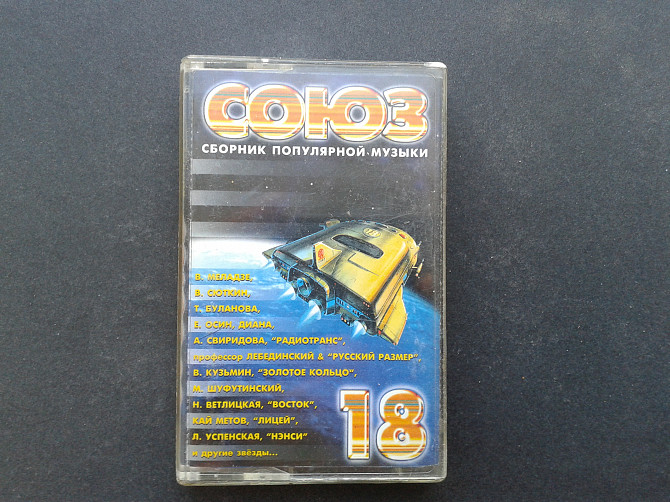 СОЮЗ
СБОРНИК ПОПУЛЯРНОЙ МУЗЫКИ
В. МЕЛАДЗЕ,
В. СЮТКИН,
Т. БУЛАНОВА,
Е. ОСИН, ДИАНА,
А. СВИРИДОВА, "РАДИОТРАНС",
профессор ЛЕБЕДИНСКИЙ & "РУССКИЙ РАЗМЕР",
В. КУЗЬМИН, "ЗОЛОТОЕ КОЛЬЦО",
М. ШУФУТИНСКИЙ,
Н. ВЕТЛИЦКАЯ, "ВОСТОК",
КАЙ МЕТОВ, "ЛИЦЕЙ",
Л. УСПЕНСКАЯ, "НЭНСИ"
и другие звёзды...
18